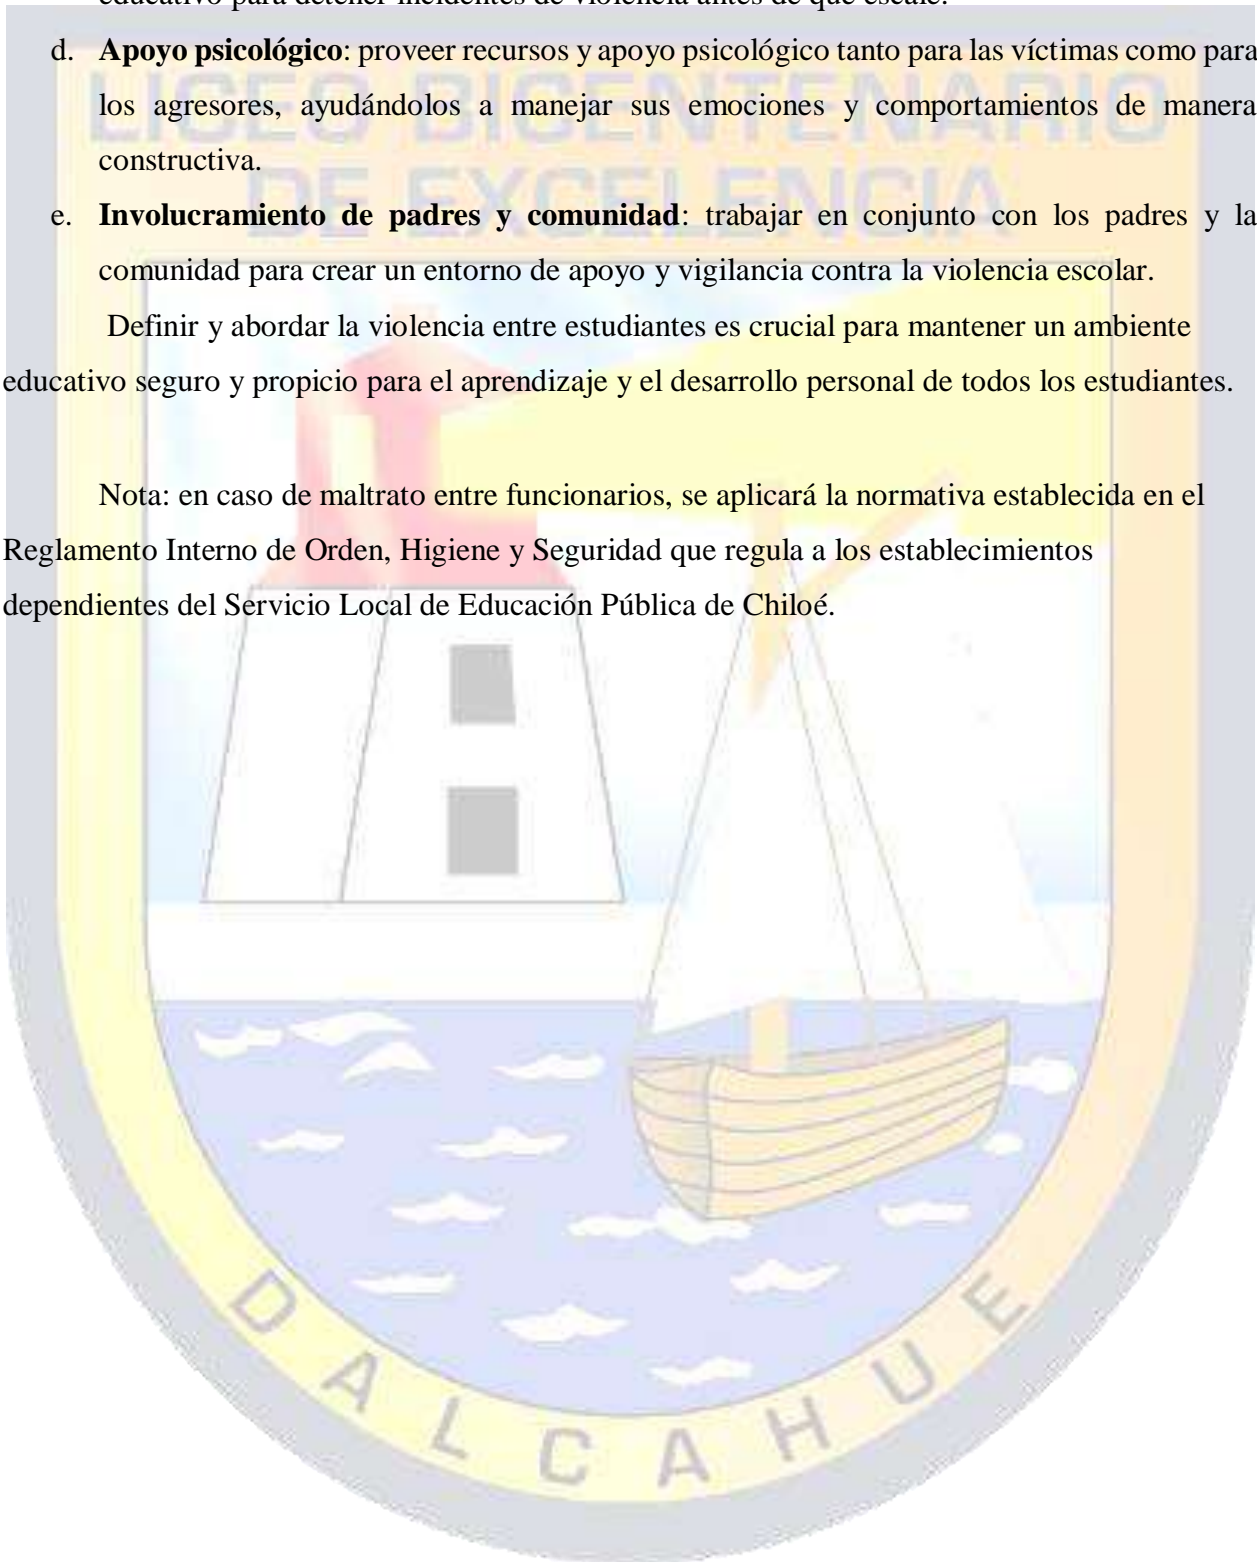 educativo para detener incidentes de violencia antes de que escale.
d. Apoyo psicológico: proveer recursos y apoyo psicológico tanto para las víctimas como para
los agresores, ayudándolos a manejar sus emociones y comportamientos de manera
constructiva.
e. Involucramiento de padres y comunidad: trabajar en conjunto con los padres y la
comunidad para crear un entorno de apoyo y vigilancia contra la violencia escolar.
Definir y abordar la violencia entre estudiantes es crucial para mantener un ambiente
educativo seguro y propicio para el aprendizaje y el desarrollo personal de todos los estudiantes.
Nota: en caso de maltrato entre funcionarios, se aplicará la normativa establecida en el
Reglamento Interno de Orden, Higiene y Seguridad que regula a los establecimientos
dependientes del Servicio Local de Educación Pública de Chiloé.
LICEO BICENTENARIO
DE EXCELENCIA
DALCAHUE